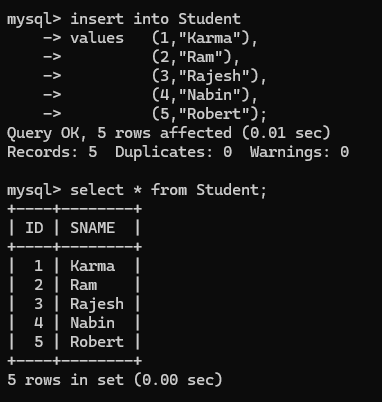 mysql> insert into Student
    -> values   (1,"Karma"),
    ->          (2,"Ram"),
    ->          (3,"Rajesh"),
    ->          (4,"Nabin"),
    ->          (5,"Robert");
Query OK, 5 rows affected (0.01 sec)
Records: 5  Duplicates: 0  Warnings: 0

mysql> select * from Student;
+----+--------+
| ID | SNAME  |
+----+--------+
|  1 | Karma  |
|  2 | Ram    |
|  3 | Rajesh |
|  4 | Nabin  |
|  5 | Robert |
+----+--------+
5 rows in set (0.00 sec)